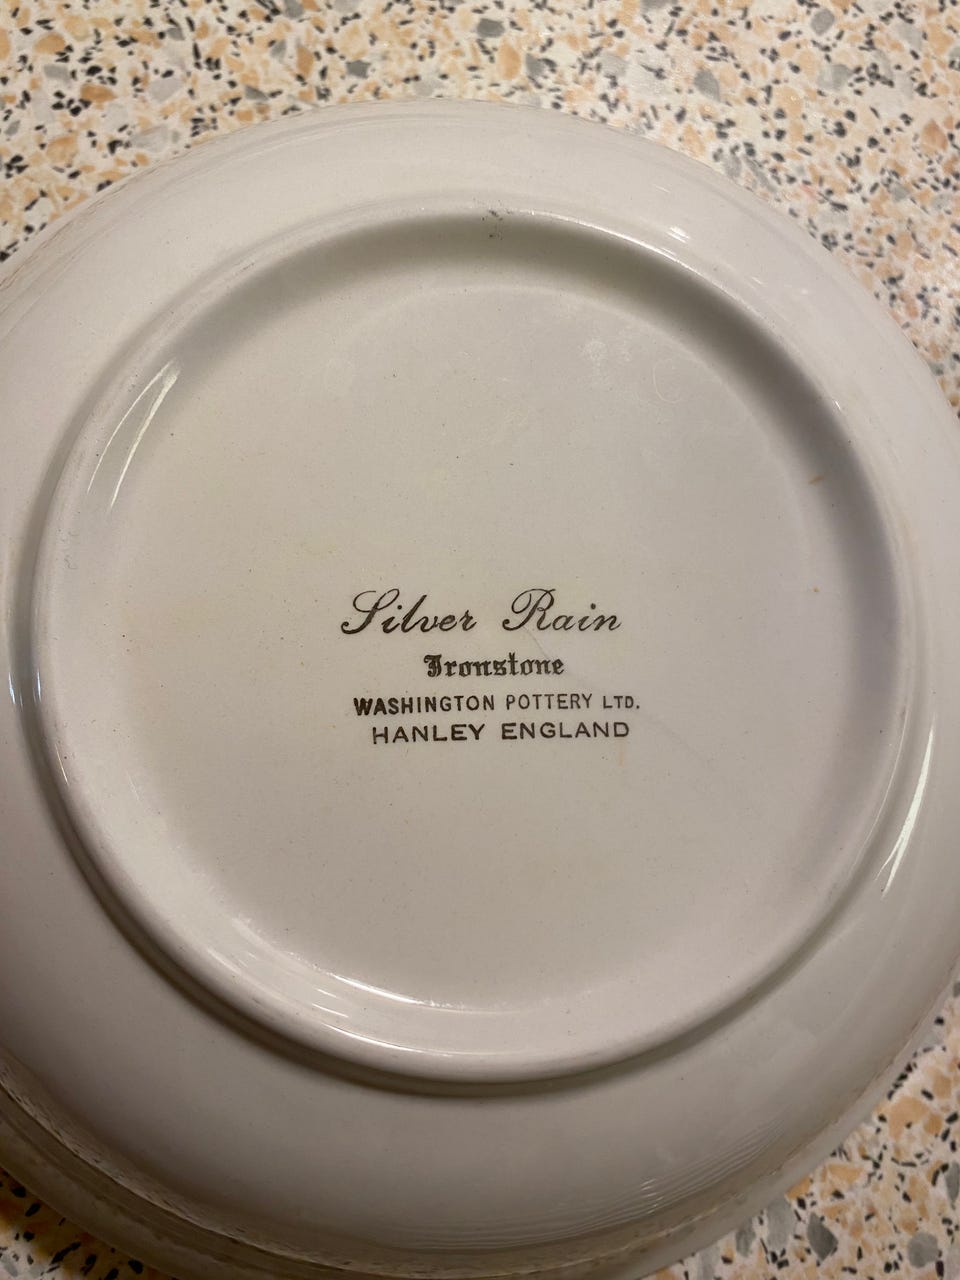 Silver Rain
Ironstone
WASHINGTON POTTERY LTD.
HANLEY ENGLAND